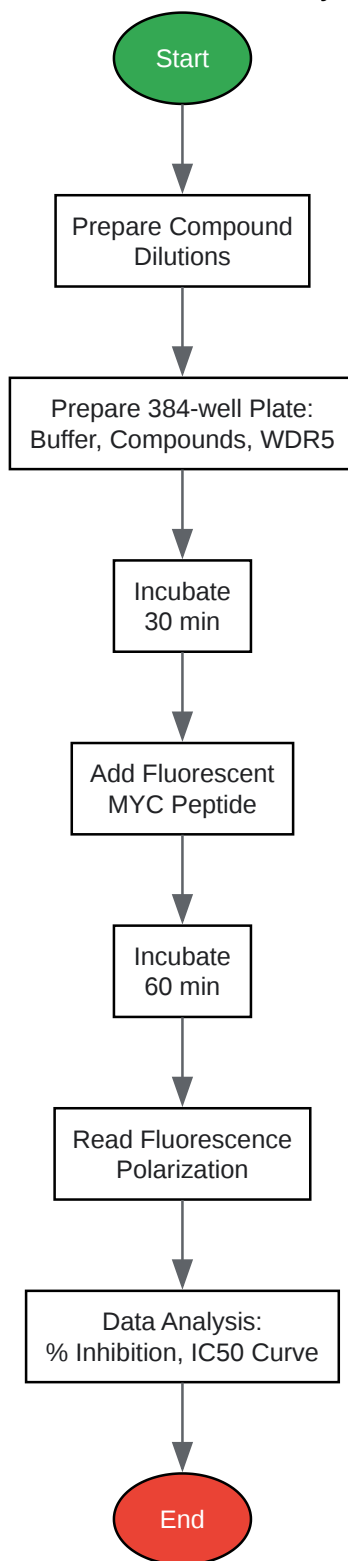 Start
Prepare Compound
Dilutions
Prepare 384-well Plate:
Buffer, Compounds, WDR5
Incubate
30 min
Add Fluorescent
MYC Peptide
Incubate
60 min
Read Fluorescence
Polarization
Data Analysis:
% Inhibition, IC50 Curve
End